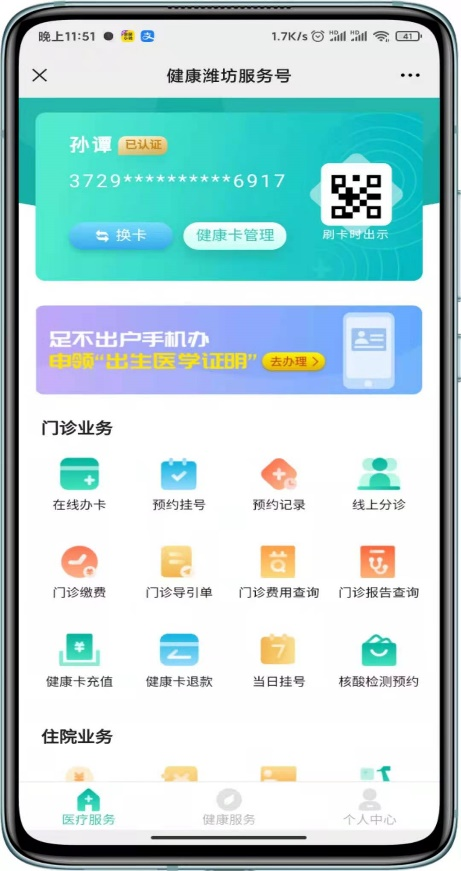 晚上11:51
1.7K/s
HD
HD
41
健康潍坊服务号
孙谭 已认证
3729**********6917
换卡
健康卡管理
刷卡时出示
足不出户手机办
申领“出生医学证明” 去办理
门诊业务
在线办卡 预约挂号 预约记录 线上分诊
门诊缴费 门诊导引单 门诊费用查询 门诊报告查询
健康卡充值 健康卡退款 当日挂号 核酸检测预约
住院业务
医疗服务 健康服务 个人中心